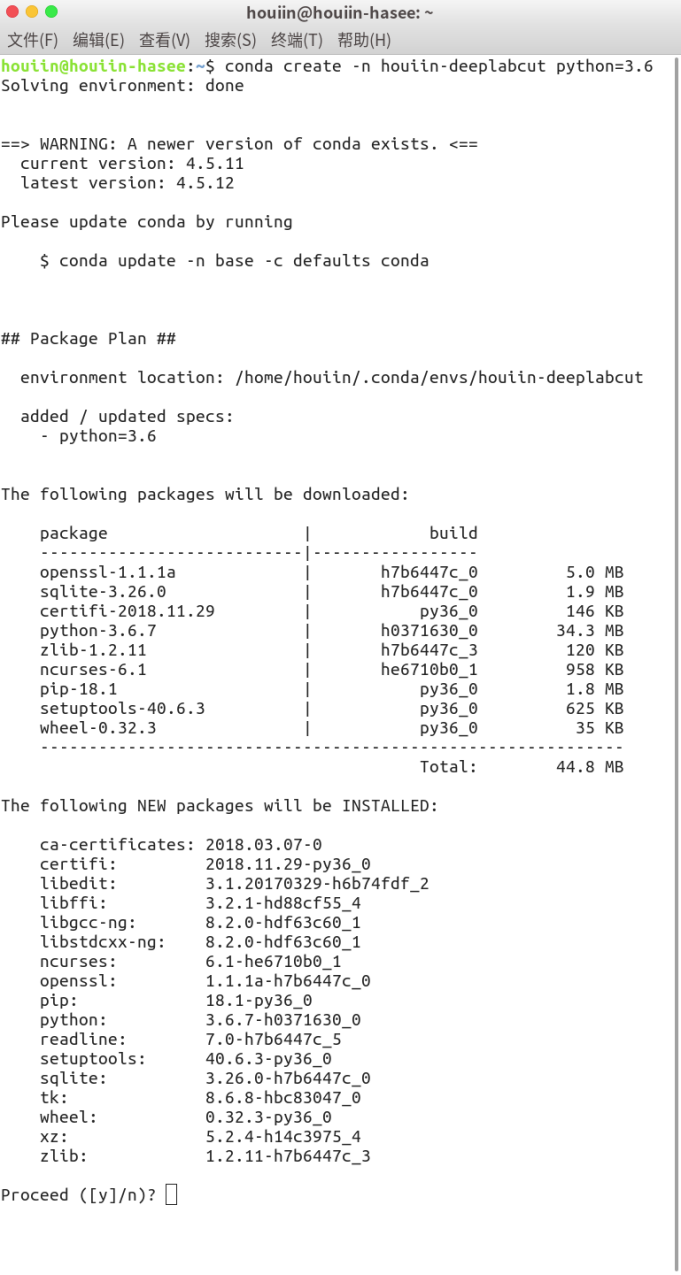 houiin@houiin-hasee: ~
文件(F) 编辑(E) 查看(V) 搜索(S) 终端(T) 帮助(H)
houiin@houiin-hasee:~$ conda create -n houiin-deeplabcut python=3.6
Solving environment: done
==> WARNING: A newer version of conda exists. <==
  current version: 4.5.11
  latest version: 4.5.12
Please update conda by running
    $ conda update -n base -c defaults conda
## Package Plan ##
  environment location: /home/houiin/.conda/envs/houiin-deeplabcut
  added / updated specs:
    - python=3.6
The following packages will be downloaded:
    package                    |            build
    ---------------------------|-----------------
    openssl-1.1.1a             |       h7b6447c_0         5.0 MB
    sqlite-3.26.0              |       h7b6447c_0         1.9 MB
    certifi-2018.11.29         |           py36_0         146 KB
    python-3.6.7               |       h0371630_0        34.3 MB
    zlib-1.2.11                |       h7b6447c_3         120 KB
    ncurses-6.1                |       he6710b0_1         958 KB
    pip-18.1                   |           py36_0         1.8 MB
    setuptools-40.6.3          |           py36_0         625 KB
    wheel-0.32.3               |           py36_0          35 KB
    ------------------------------------------------------------
                                           Total:        44.8 MB
The following NEW packages will be INSTALLED:
    ca-certificates: 2018.03.07-0
    certifi:         2018.11.29-py36_0
    libedit:         3.1.20170329-h6b74fdf_2
    libffi:          3.2.1-hd88cf55_4
    libgcc-ng:       8.2.0-hdf63c60_1
    libstdcxx-ng:    8.2.0-hdf63c60_1
    ncurses:         6.1-he6710b0_1
    openssl:         1.1.1a-h7b6447c_0
    pip:             18.1-py36_0
    python:          3.6.7-h0371630_0
    readline:        7.0-h7b6447c_5
    setuptools:      40.6.3-py36_0
    sqlite:          3.26.0-h7b6447c_0
    tk:              8.6.8-hbc83047_0
    wheel:           0.32.3-py36_0
    xz:              5.2.4-h14c3975_4
    zlib:            1.2.11-h7b6447c_3
Proceed ([y]/n)?